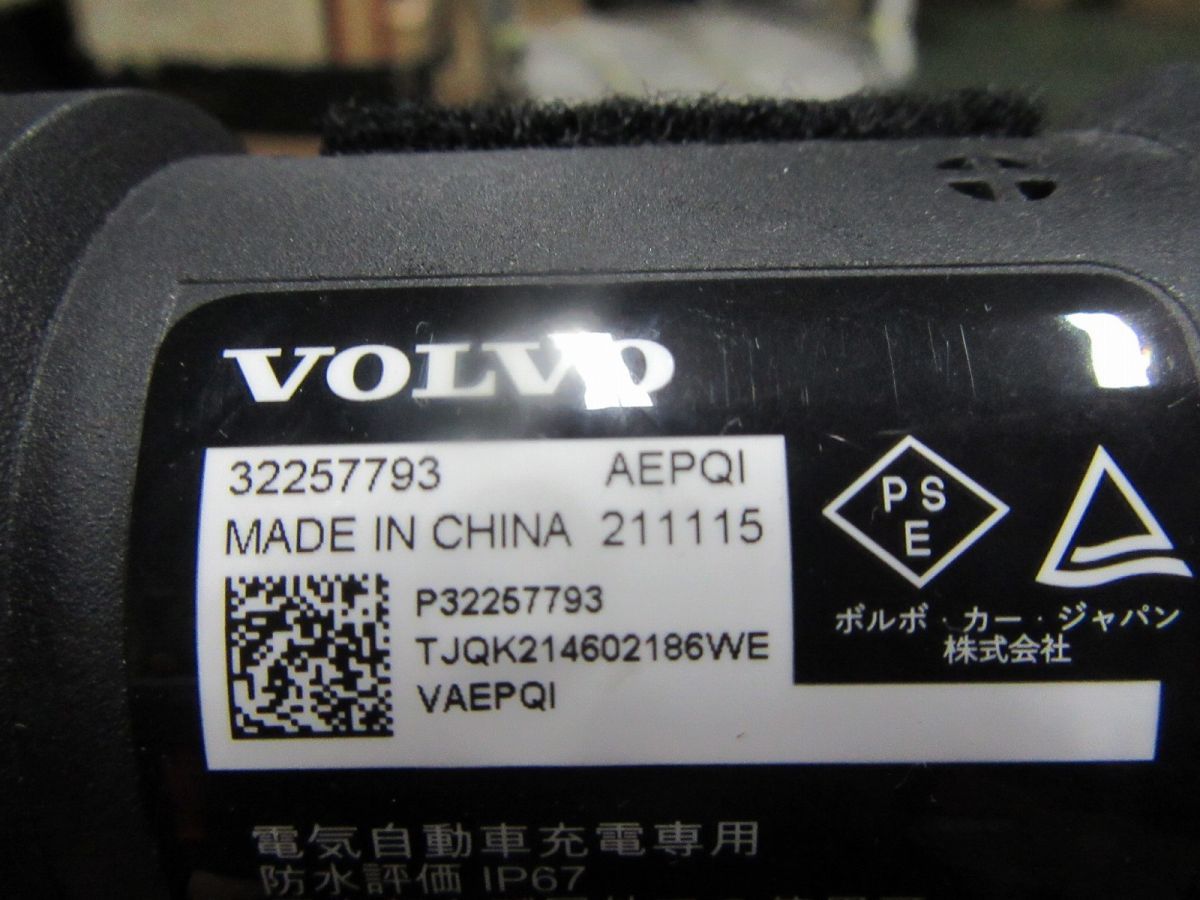 VOLVO
32257793 AEPQI
MADE IN CHINA 211115
P32257793
TJQK214602186WE
VAEPQI
PS
E
ボルボ・カー・ジャパン
株式会社
電気自動車充電専用
防水評価 IP67